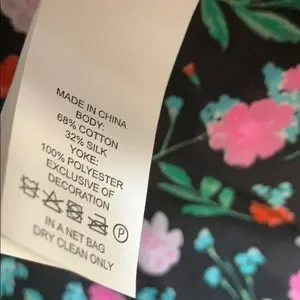 MADE IN CHINA
BODY:
68% COTTON
32% SILK
YOKE:
100% POLYESTER
EXCLUSIVE OF
DECORATION
P
IN A NET BAG
DRY CLEAN ONLY